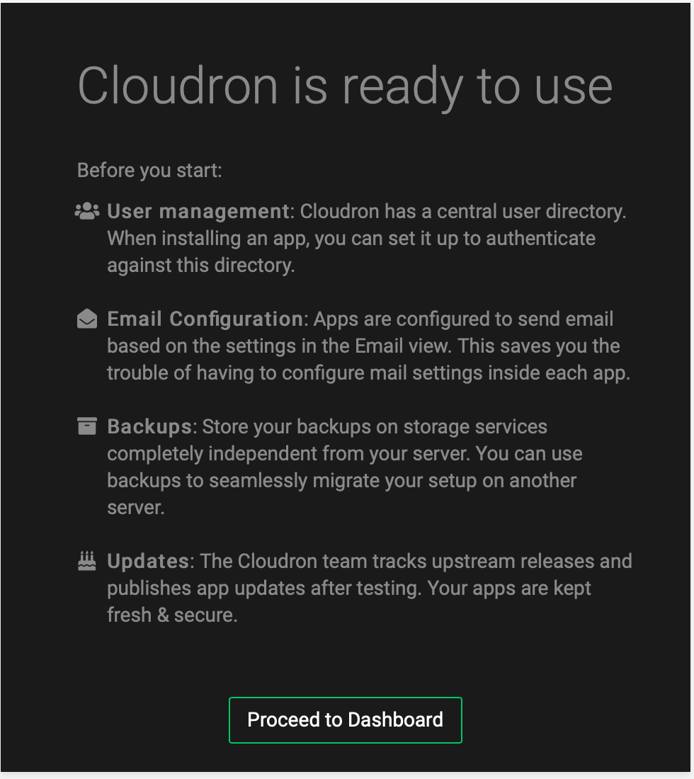 Cloudron is ready to use
Before you start:
User management: Cloudron has a central user directory.
When installing an app, you can set it up to authenticate
against this directory.
Email Configuration: Apps are configured to send email
based on the settings in the Email view. This saves you the
trouble of having to configure mail settings inside each app.
Backups: Store your backups on storage services
completely independent from your server. You can use
backups to seamlessly migrate your setup on another
server.
Updates: The Cloudron team tracks upstream releases and
publishes app updates after testing. Your apps are kept
fresh & secure.
Proceed to Dashboard